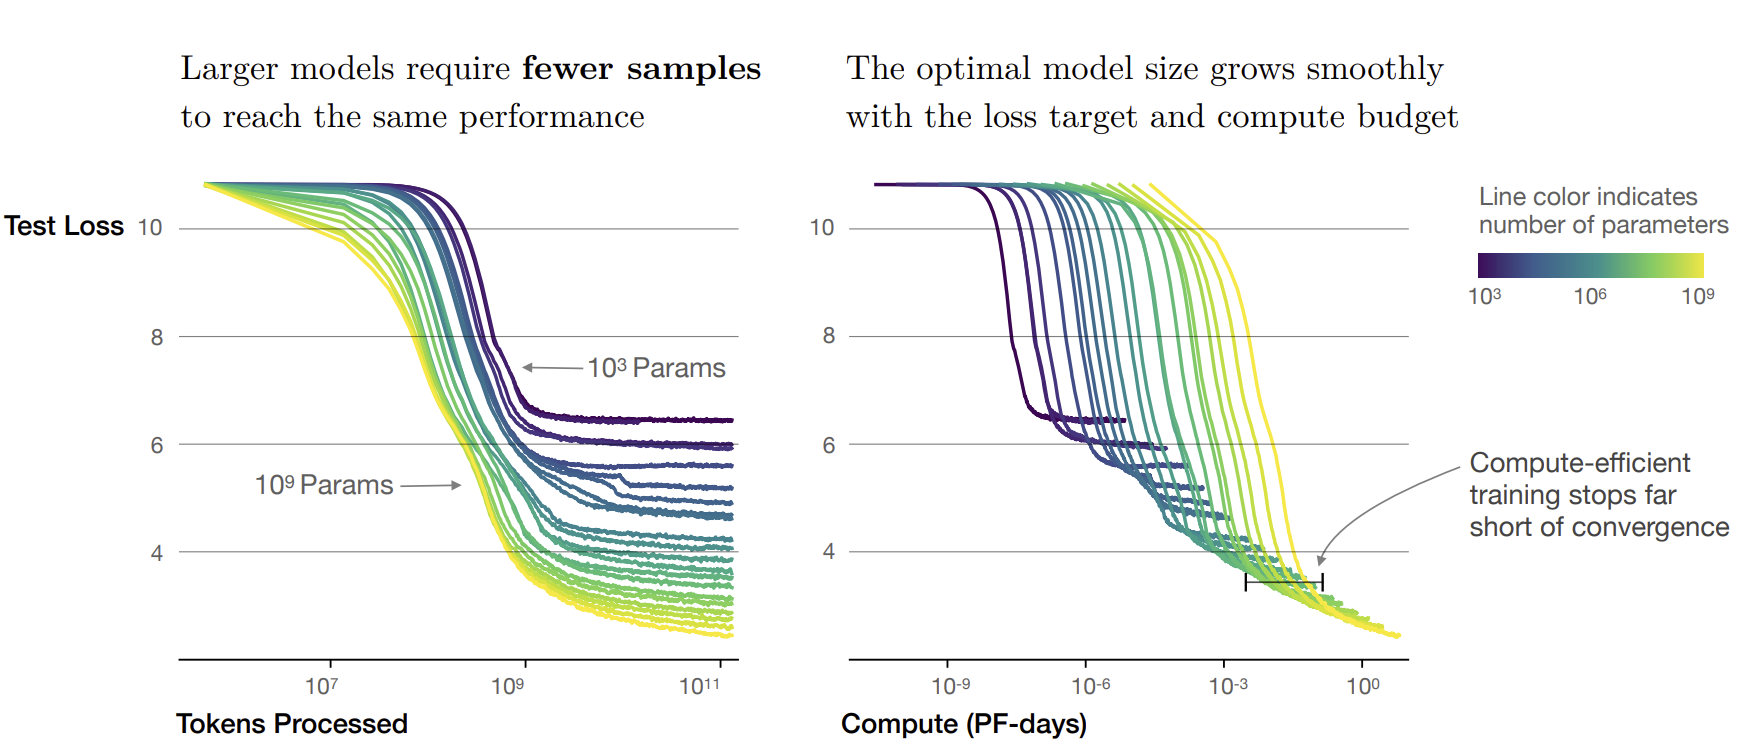 Larger models require fewer samples
to reach the same performance
The optimal model size grows smoothly
with the loss target and compute budget
Test Loss
10
8
6
4
10³ Params
10⁹ Params
10⁷
10⁹
10¹¹
Tokens Processed
10
8
6
4
10⁻⁹
10⁻⁶
10⁻³
10⁰
Compute (PF-days)
Line color indicates
number of parameters
10³
10⁶
10⁹
Compute-efficient
training stops far
short of convergence